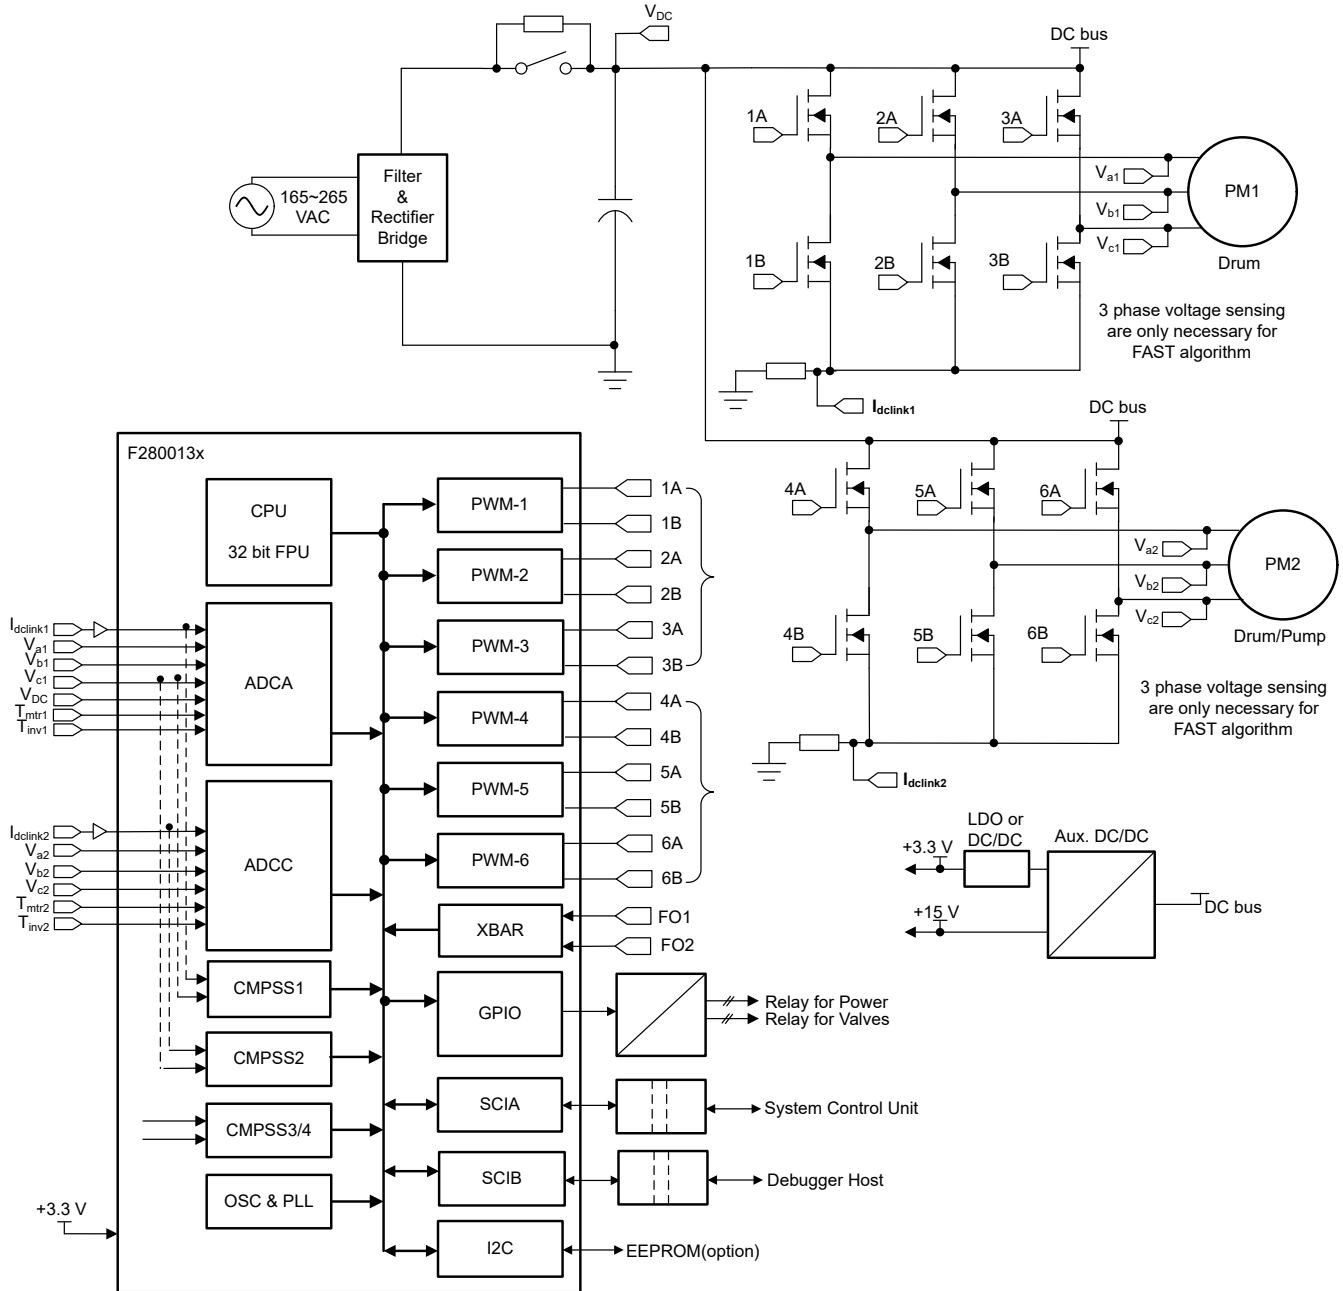 V_DC
DC bus
1A
2A
3A
165~265
VAC
Filter
&
Rectifier
Bridge
V_a1
V_b1
V_c1
PM1
Drum
1B
2B
3B
3 phase voltage sensing
are only necessary for
FAST algorithm
I_dclink1
DC bus
4A
5A
6A
V_a2
V_b2
V_c2
PM2
Drum/Pump
4B
5B
6B
3 phase voltage sensing
are only necessary for
FAST algorithm
I_dclink2
LDO or
DC/DC
Aux. DC/DC
+3.3 V
+15 V
DC bus
F280013x
CPU
32 bit FPU
I_dclink1
V_a1
V_b1
V_c1
V_DC
T_mtr1
T_inv1
ADCA
I_dclink2
V_a2
V_b2
V_c2
T_mtr2
T_inv2
ADCC
CMPSS1
CMPSS2
CMPSS3/4
OSC & PLL
+3.3 V
PWM-1
1A
1B
PWM-2
2A
2B
PWM-3
3A
3B
PWM-4
4A
4B
PWM-5
5A
5B
PWM-6
6A
6B
XBAR
FO1
FO2
GPIO
Relay for Power
Relay for Valves
SCIA
System Control Unit
SCIB
Debugger Host
I2C
EEPROM(option)